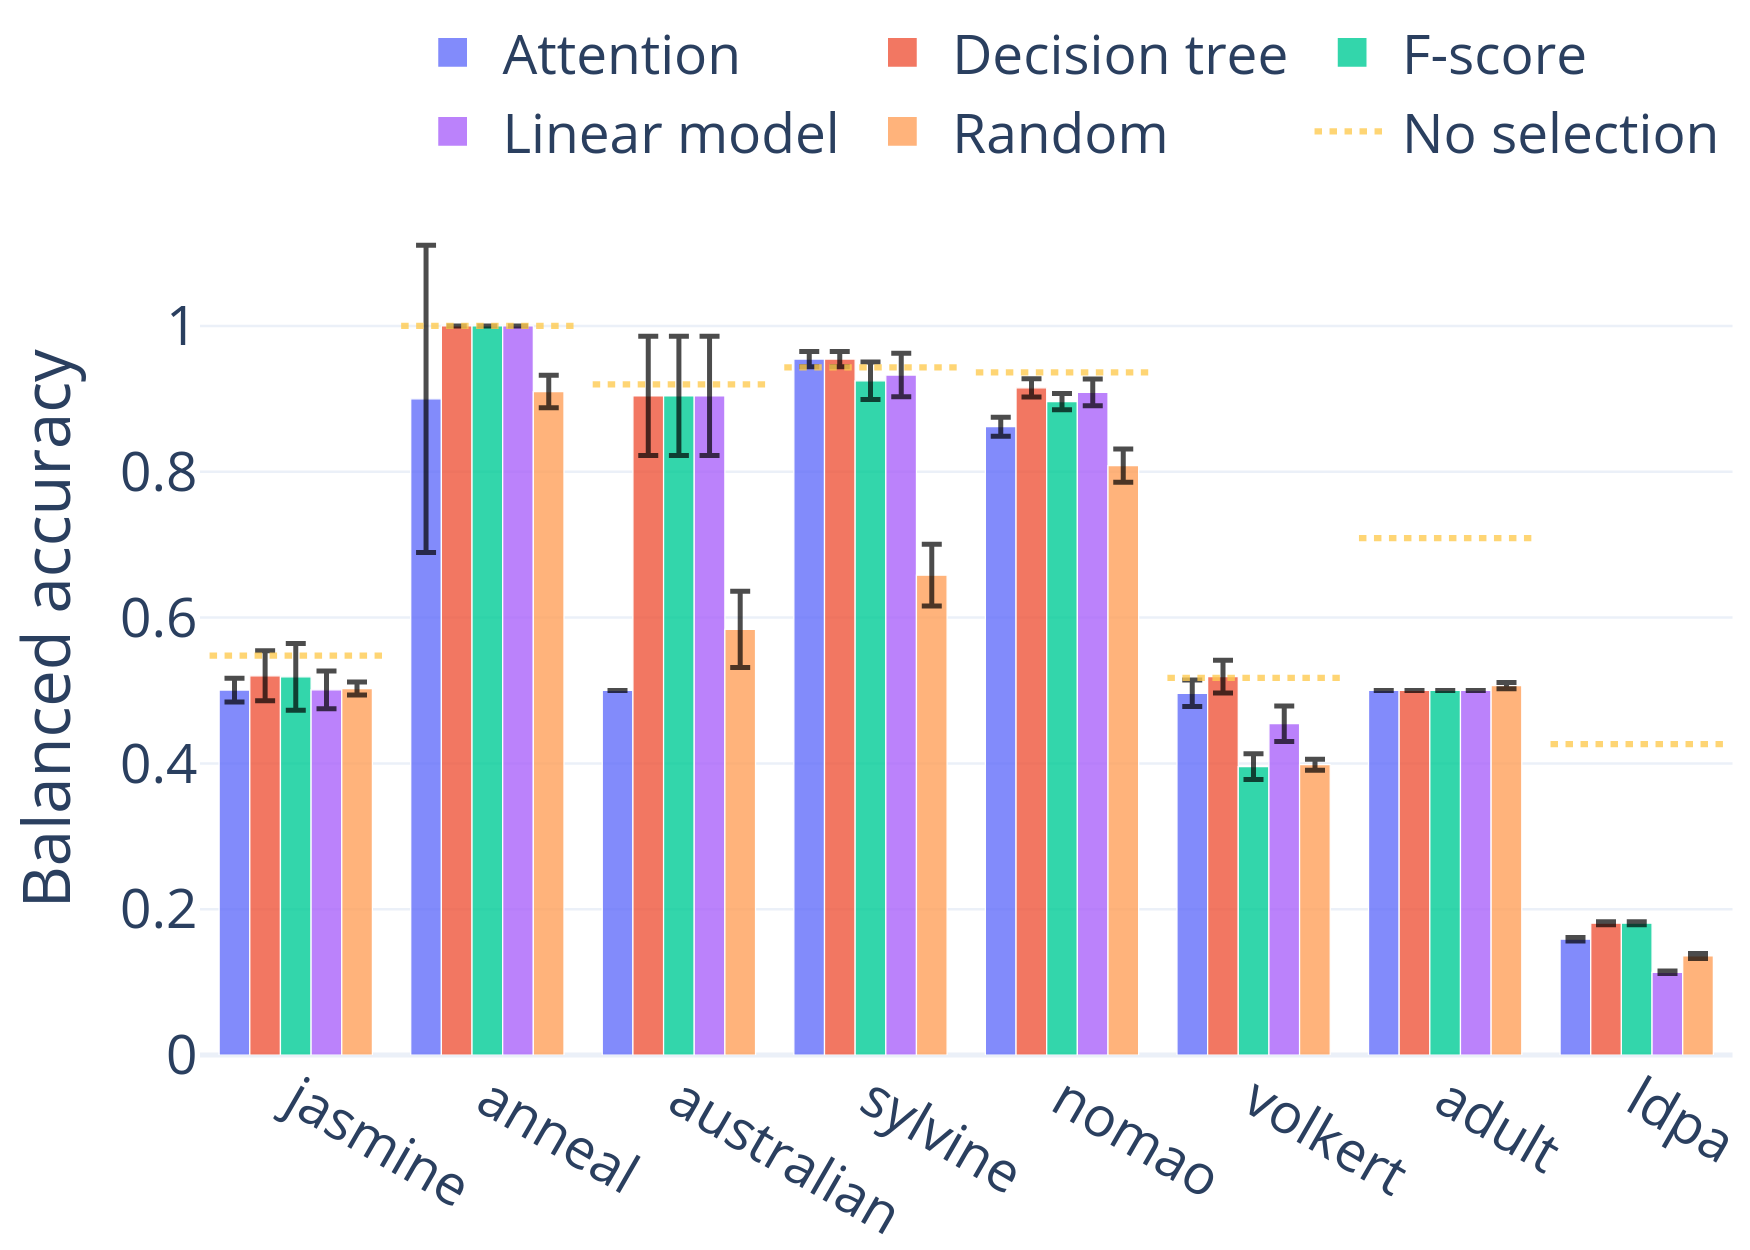 Attention
Decision tree
F-score
Linear model
Random
No selection
Balanced accuracy
1
0.8
0.6
0.4
0.2
0
jasmine
anneal
australian
sylvine
nomao
volkert
adult
ldpa